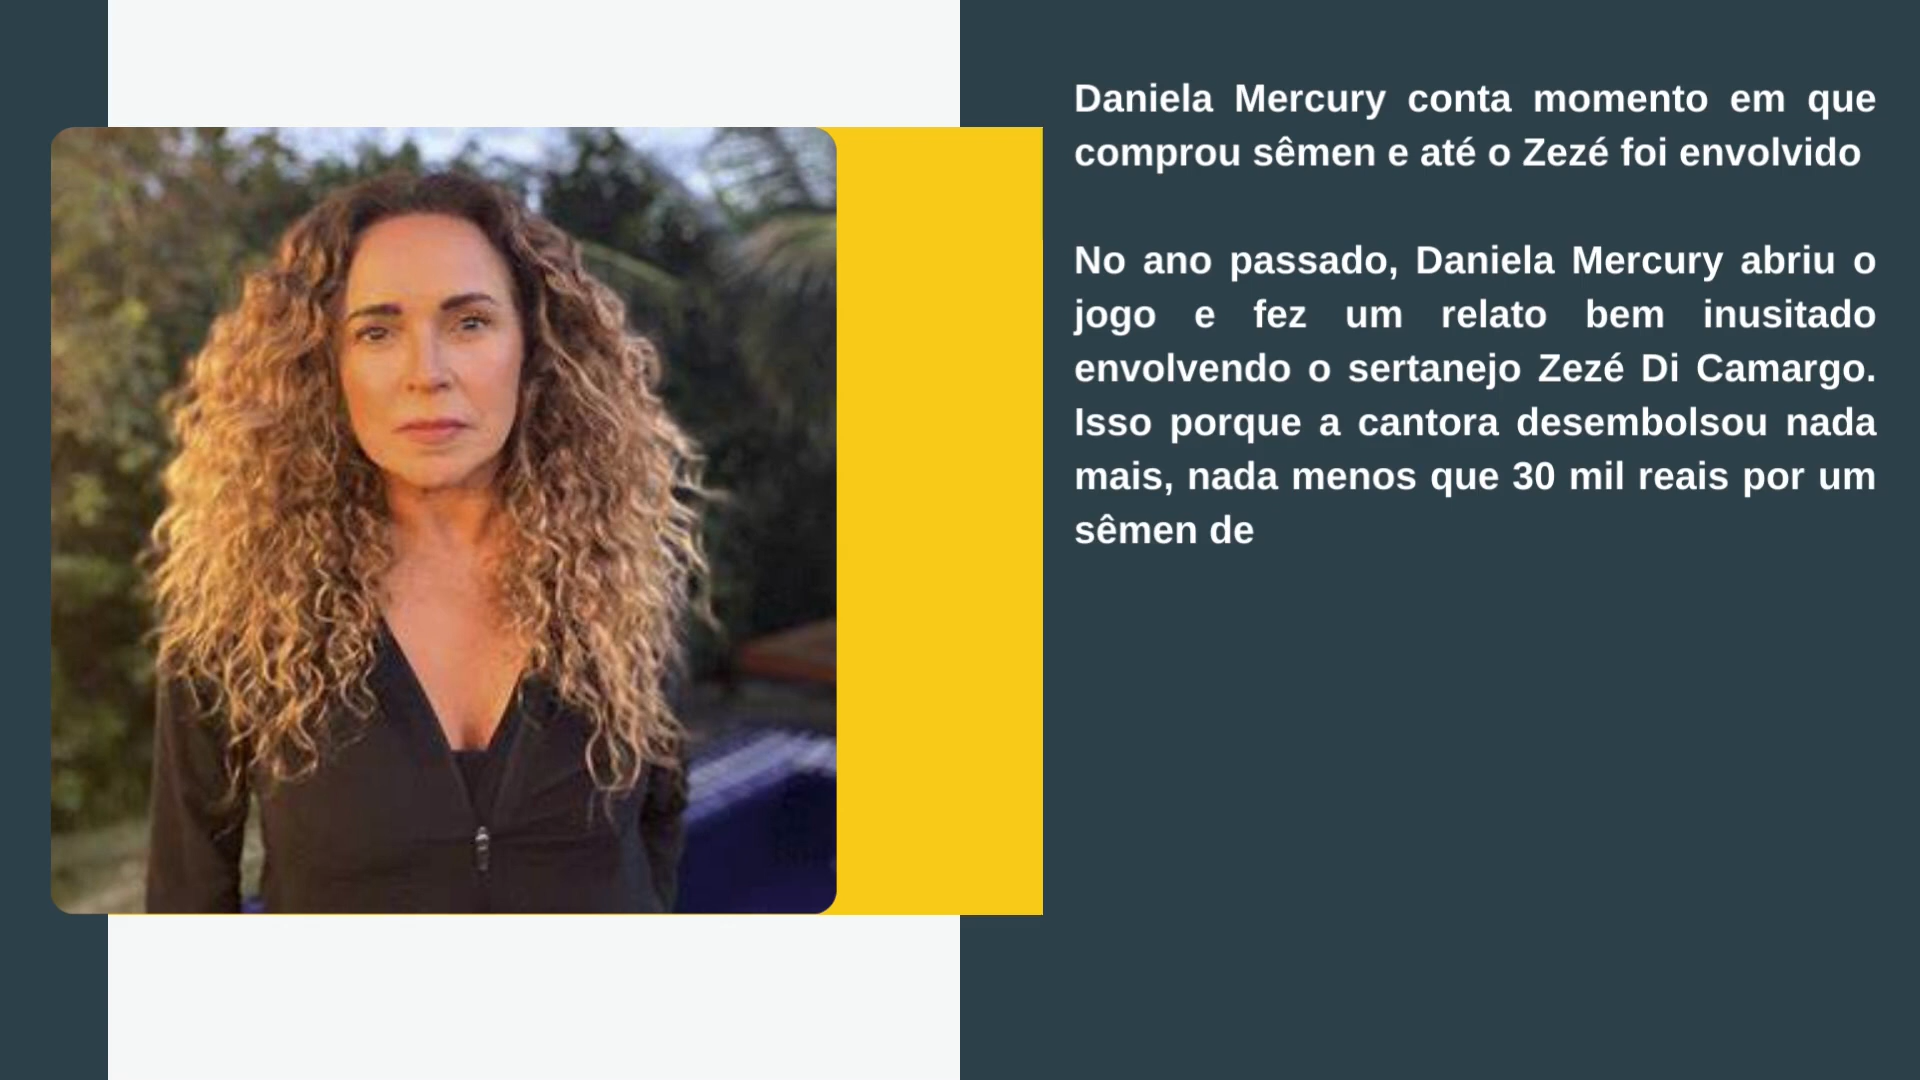 Daniela Mercury conta momento em que
comprou sêmen e até o Zezé foi envolvido
No ano passado, Daniela Mercury abriu o
jogo e fez um relato bem inusitado
envolvendo o sertanejo Zezé Di Camargo.
Isso porque a cantora desembolsou nada
mais, nada menos que 30 mil reais por um
sêmen de